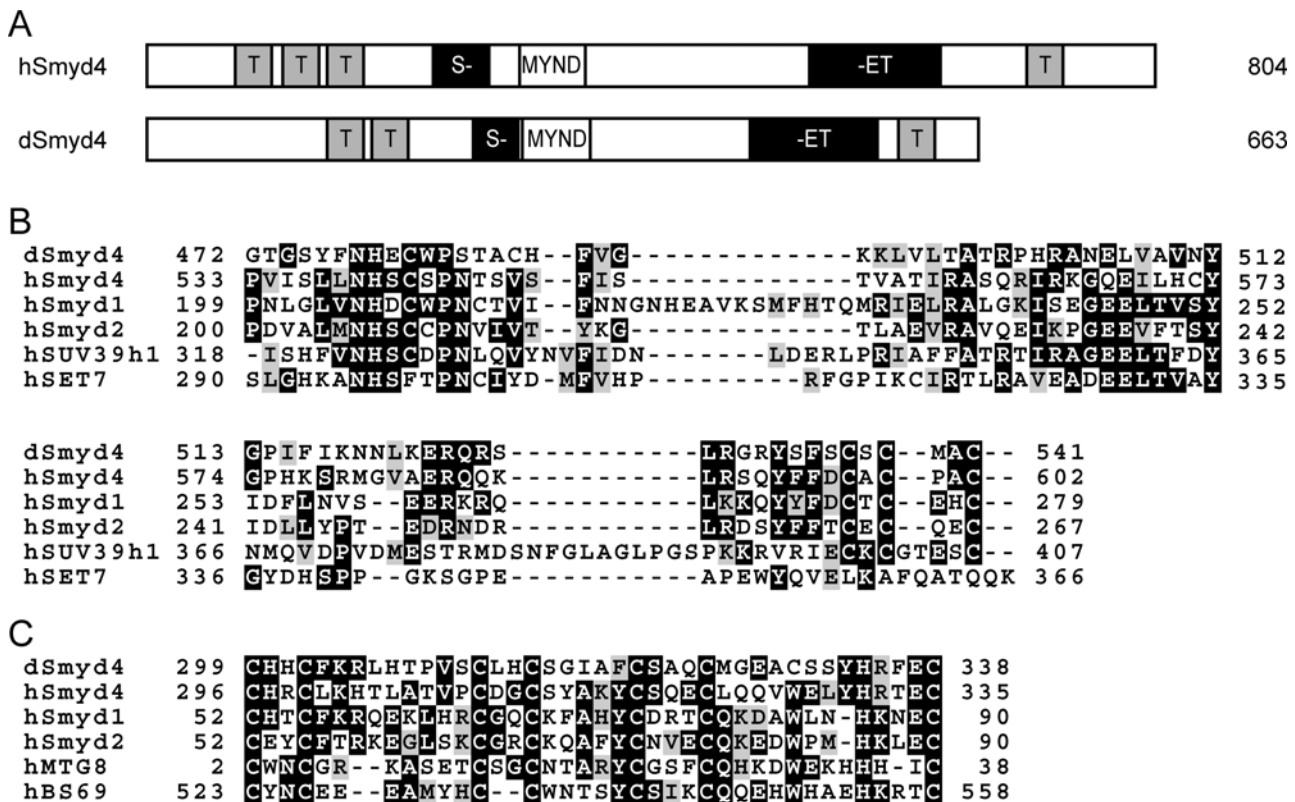 A
hSmyd4 T T T S- MYND -ET T 804
dSmyd4 T T S- MYND -ET T 663
B
dSmyd4 472 GTGSYFNHECWPSTACH--FVG-------------KKLVLTATRPHRANELVAVNY 512
hSmyd4 533 PVISLLNHSCSPNTSVS--FIS-------------TVATIRASQRIRKGQEILHCY 573
hSmyd1 199 PNLGLVNHDCWPNCTVI--FNNGNHEAVKSMFHTQMRIELRALGKISEGEELTVSY 252
hSmyd2 200 PDVALMNHSCCPNVIVT--YKG-------------TLAEVRAVQEIKPGEEVFTSY 242
hSUV39h1 318 -ISHFVNHSCDPNLQVYNVFIDN-------LDERLPRIAFFATRTIRAGEELTFDY 365
hSET7 290 SLGHKANHSFTPNCIYD-MFVHP---------RFGPIKCIRTLRAVEADEELTVAY 335
dSmyd4 513 GPIFIKNNLKERQRS-----------LRGRYSFSCSC--MAC-- 541
hSmyd4 574 GPHKSRMGVAERQQK-----------LRSQYFFDCAC--PAC-- 602
hSmyd1 253 IDFLNVS--EERKRQ-----------LKKQYYFDCTC--EHC-- 279
hSmyd2 241 IDLLYPT--EDRNDR-----------LRDSYFFTCEC--QEC-- 267
hSUV39h1 366 NMQVDPVDMESTRMDSNFGLAGLPGSPKKRVRIECKCGTESC-- 407
hSET7 336 GYDHSPP--GKSGPE-----------APEWYQVELKAFQATQQK 366
C
dSmyd4 299 CHHCFKRLHTPVSCLHCSGIAFCSAQCMGEACSSYHRFEC 338
hSmyd4 296 CHRCLKHTLATVPCDGCSYAKYCSQECLQQVWELYHRTEC 335
hSmyd1 52 CHTCFKRQEKLHRCGQCKFAHYCDRTCQKDAWLN-HKNEC 90
hSmyd2 52 CEYCFTRKEGLSKCGRCKQAFYCNVECQKEDWPM-HKLEC 90
hMTG8 2 CWNCGR--KASETCSGCNTARYCGSFCQHKDWEKHHH-IC 38
hBS69 523 CYNCEE--EAMYHC--CWNTSYCSIKCQQEHWHAEHKRTC 558